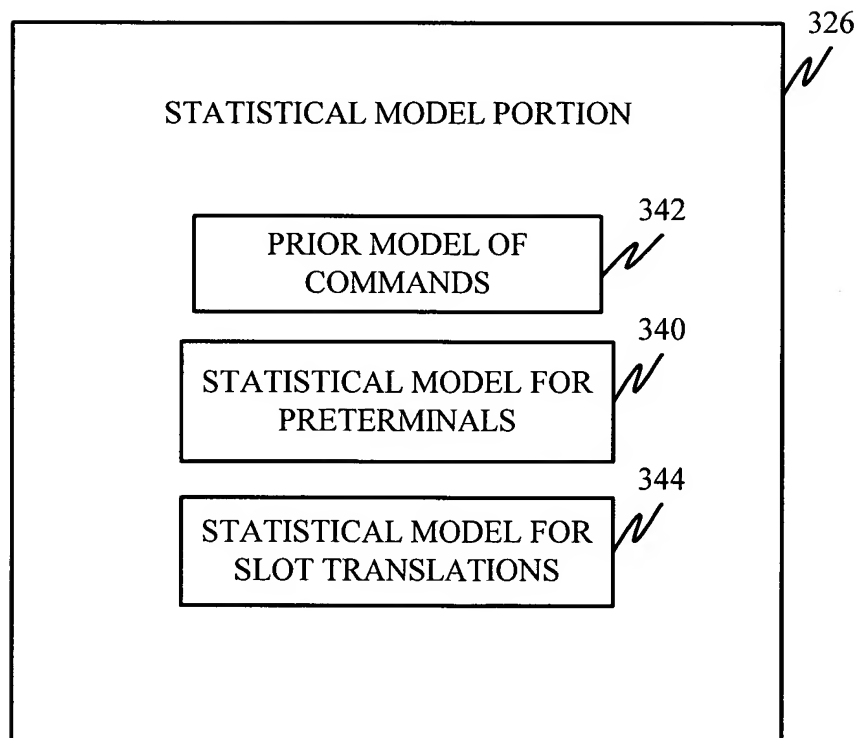 326
STATISTICAL MODEL PORTION
342
PRIOR MODEL OF
COMMANDS
340
STATISTICAL MODEL FOR
PRETERMINALS
344
STATISTICAL MODEL FOR
SLOT TRANSLATIONS